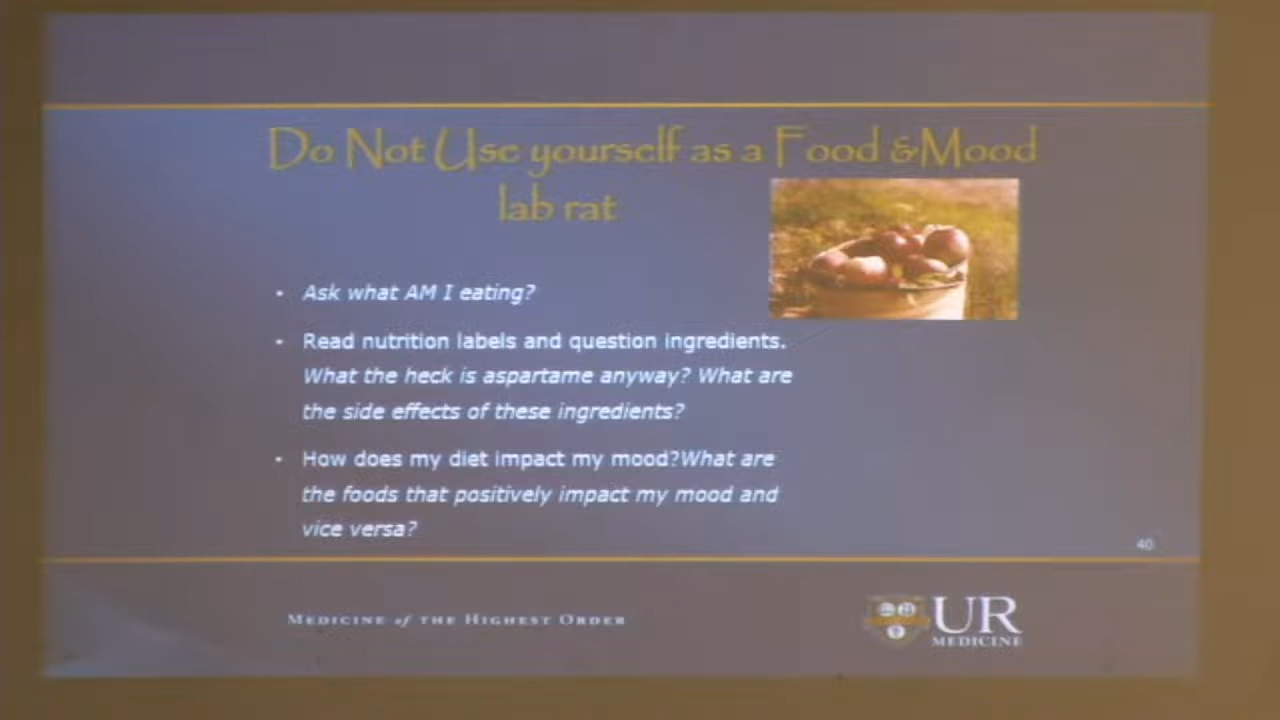 Do Not Use yourself as a Food &Mood
lab rat
• Ask what AM I eating?
• Read nutrition labels and question ingredients.
What the heck is aspartame anyway? What are
the side effects of these ingredients?
• How does my diet impact my mood?What are
the foods that positively impact my mood and
vice versa?
40
MEDICINE of THE HIGHEST ORDER
UR
MEDICINE